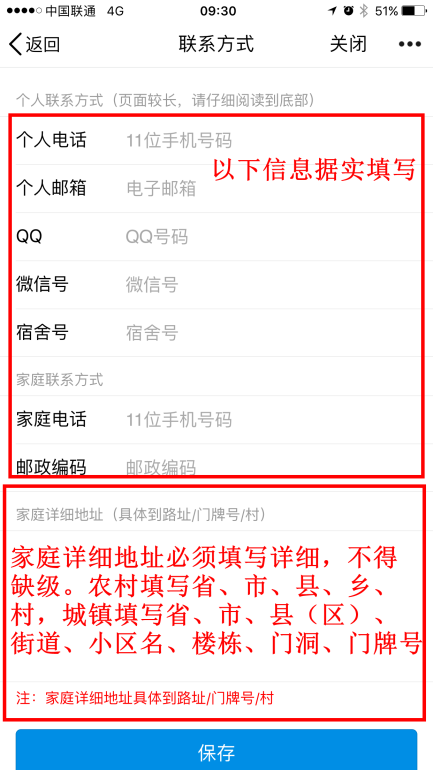 中国联通 4G 09:30 51%
返回 联系方式 关闭
个人联系方式（页面较长，请仔细阅读到底部）
个人电话 11位手机号码
以下信息据实填写
个人邮箱 电子邮箱
QQ QQ号码
微信号 微信号
宿舍号 宿舍号
家庭联系方式
家庭电话 11位手机号码
邮政编码 邮政编码
家庭详细地址（具体到路址/门牌号/村）
家庭详细地址必须填写详细，不得
缺级。农村填写省、市、县、乡、
村，城镇填写省、市、县（区）、
街道、小区名、楼栋、门洞、门牌号
注：家庭详细地址具体到路址/门牌号/村
保存